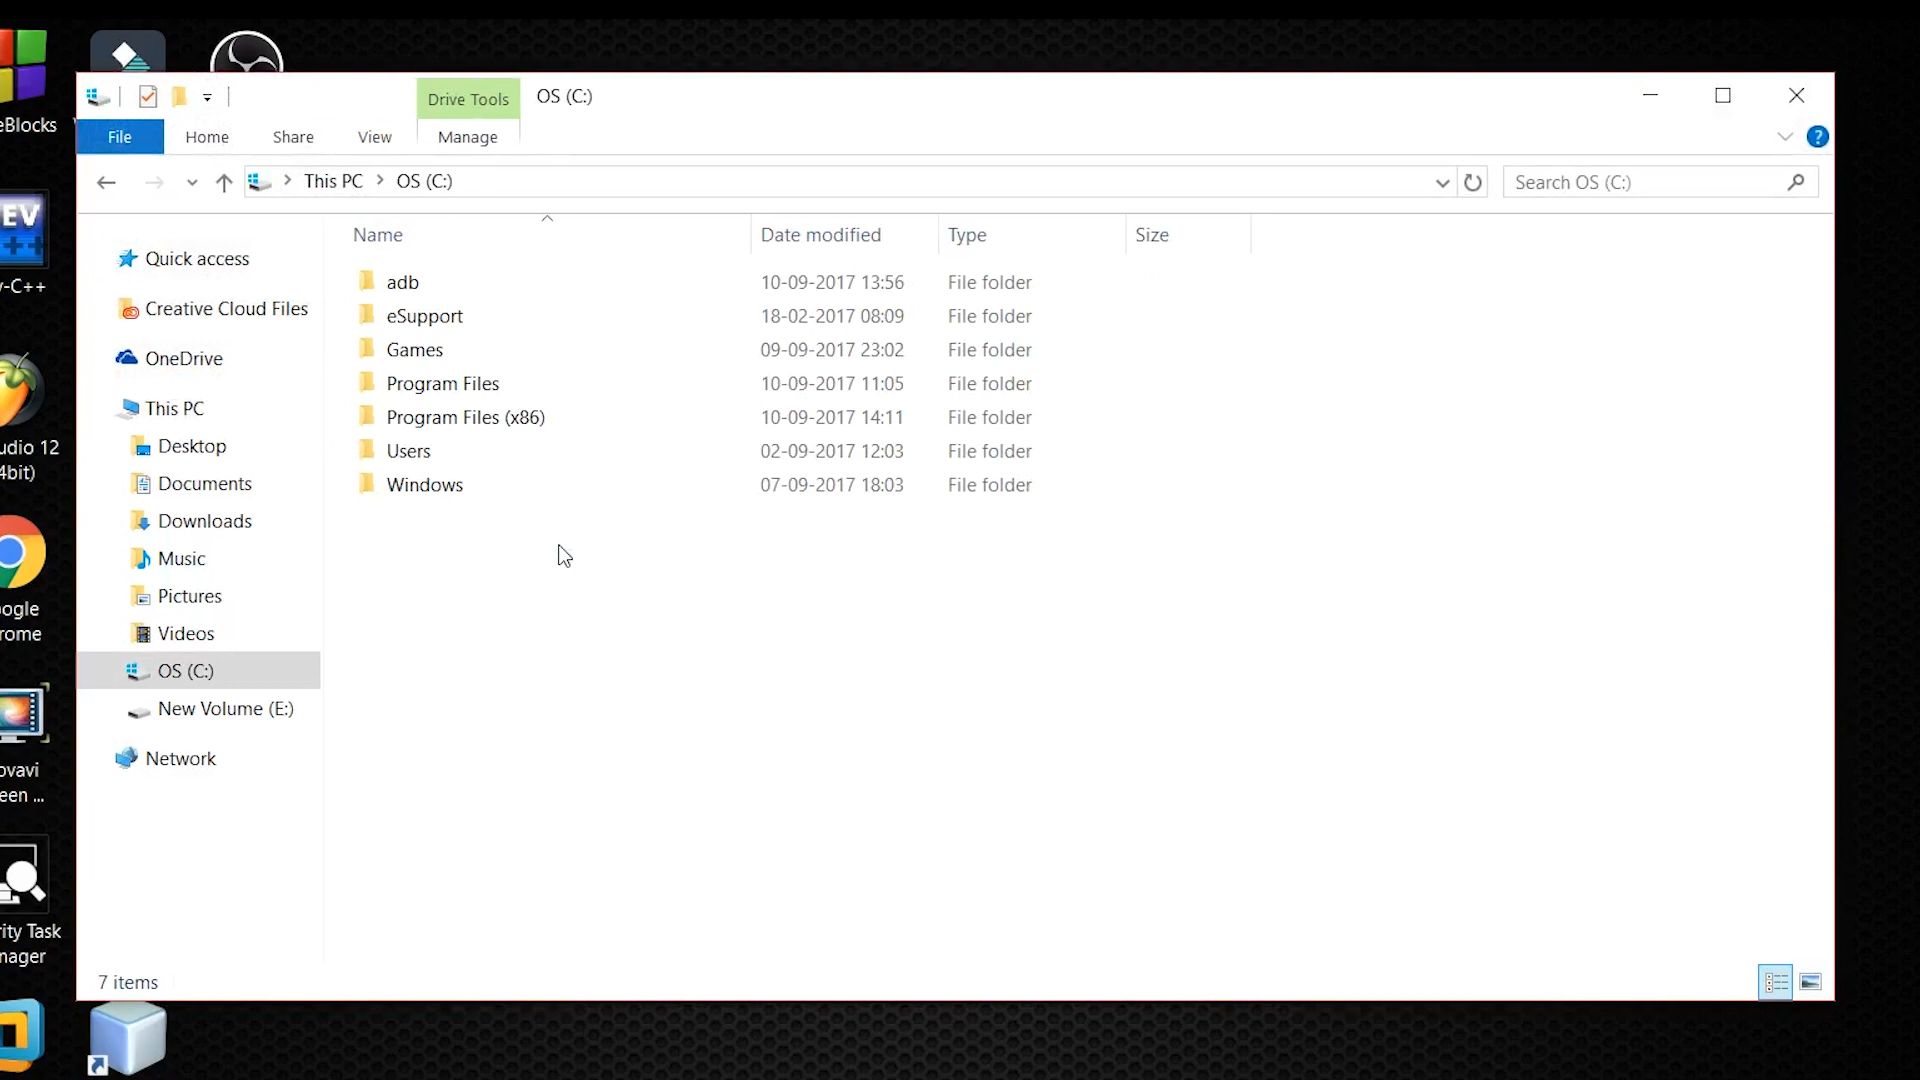 eBlocks
Drive Tools
OS (C:)
File
Home
Share
View
Manage
This PC
OS (C:)
Search OS (C:)
Name
Date modified
Type
Size
Quick access
Creative Cloud Files
OneDrive
This PC
Desktop
Documents
Downloads
Music
Pictures
Videos
OS (C:)
New Volume (E:)
Network
adb 10-09-2017 13:56 File folder
eSupport 18-02-2017 08:09 File folder
Games 09-09-2017 23:02 File folder
Program Files 10-09-2017 11:05 File folder
Program Files (x86) 10-09-2017 14:11 File folder
Users 02-09-2017 12:03 File folder
Windows 07-09-2017 18:03 File folder
7 items
EV
++
v-C++
udio 12
4bit)
ogle
rome
ovavi
een ...
rity Task
nager